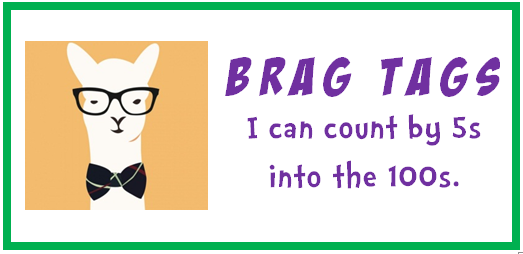 BRAG TAGS
I can count by 5s
into the 100s.